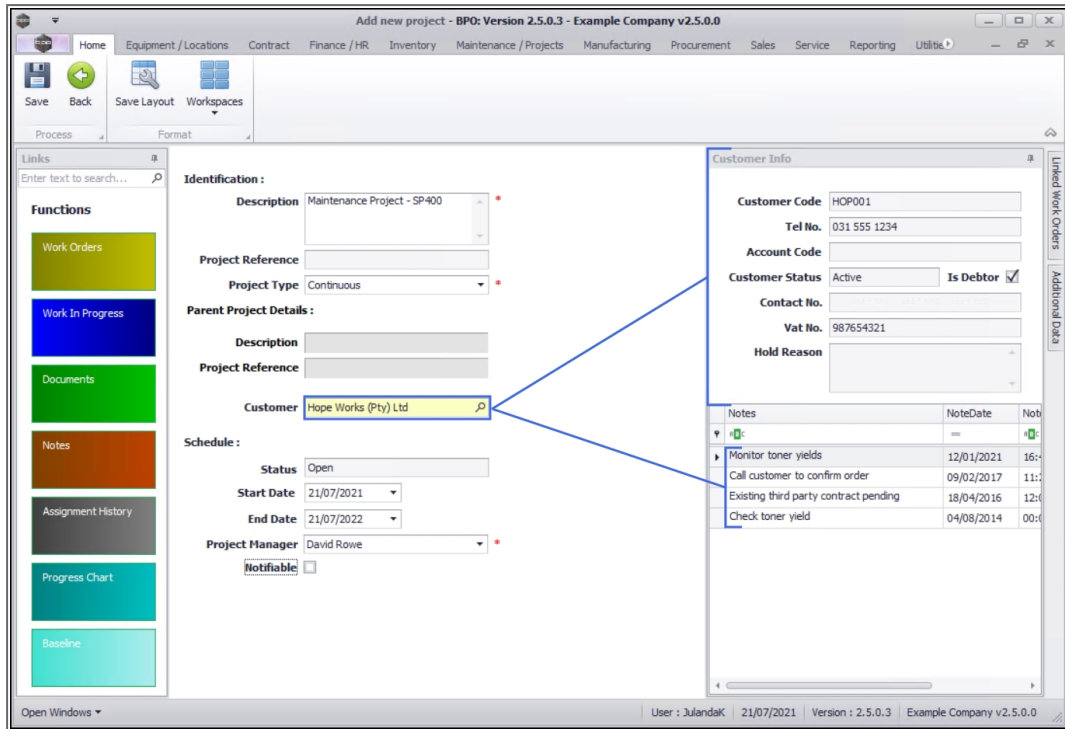 Add new project - BPO: Version 2.5.0.3 - Example Company v2.5.0.0
Home Equipment / Locations Contract Finance / HR Inventory Maintenance / Projects Manufacturing Procurement Sales Service Reporting Utilitie
Save Back Save Layout Workspaces
Process Format
Links
Enter text to search...
Functions
Work Orders
Work In Progress
Documents
Notes
Assignment History
Progress Chart
Baseline
Identification :
Description Maintenance Project - SP400 *
Project Reference
Project Type Continuous *
Parent Project Details :
Description
Project Reference
Customer Hope Works (Pty) Ltd
Schedule :
Status Open
Start Date 21/07/2021
End Date 21/07/2022
Project Manager David Rowe *
Notifiable
Customer Info
Customer Code HOP001
Tel No. 031 555 1234
Account Code
Customer Status Active Is Debtor
Contact No.
Vat No. 987654321
Hold Reason
Notes NoteDate Not
Monitor toner yields 12/01/2021 16:
Call customer to confirm order 09/02/2017 11:
Existing third party contract pending 18/04/2016 12:
Check toner yield 04/08/2014 00:
Linked Work Orders
Additional Data
Open Windows User : JulandaK 21/07/2021 Version : 2.5.0.3 Example Company v2.5.0.0